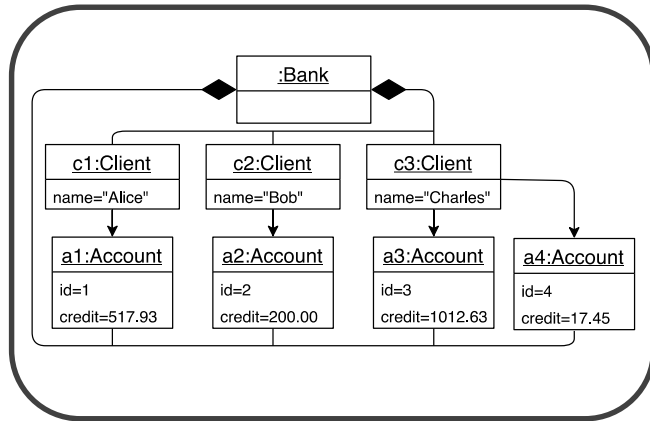 :Bank
c1:Client
name="Alice"
c2:Client
name="Bob"
c3:Client
name="Charles"
a1:Account
id=1
credit=517.93
a2:Account
id=2
credit=200.00
a3:Account
id=3
credit=1012.63
a4:Account
id=4
credit=17.45